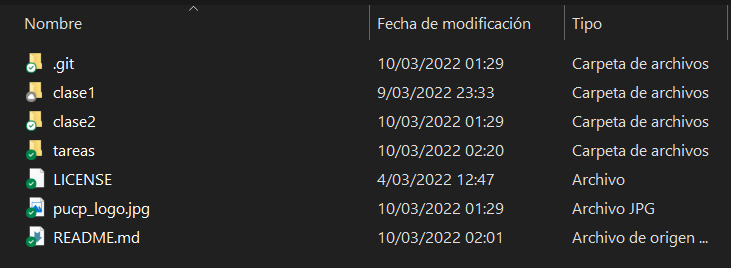 Nombre Fecha de modificación Tipo
.git 10/03/2022 01:29 Carpeta de archivos
clase1 9/03/2022 23:33 Carpeta de archivos
clase2 10/03/2022 01:29 Carpeta de archivos
tareas 10/03/2022 02:20 Carpeta de archivos
LICENSE 4/03/2022 12:47 Archivo
pucp_logo.jpg 10/03/2022 01:29 Archivo JPG
README.md 10/03/2022 02:01 Archivo de origen ...